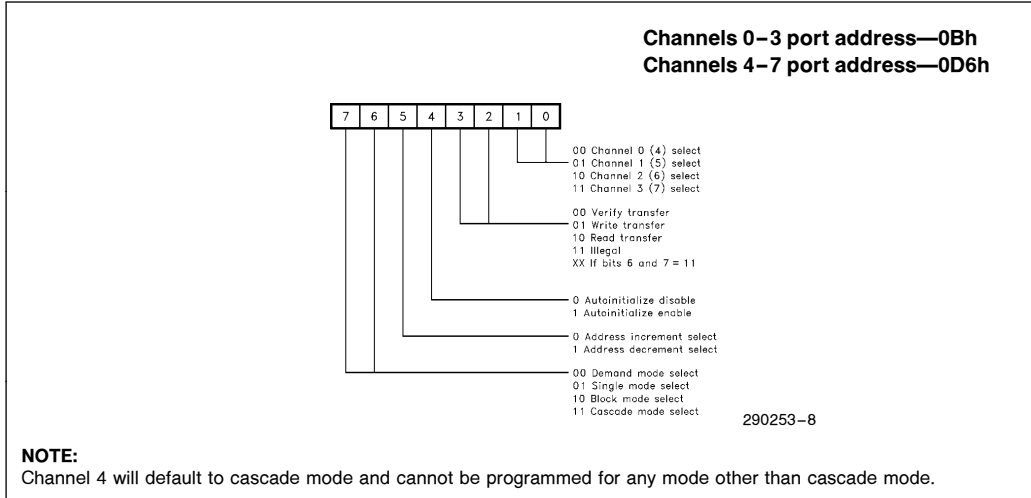 Channels 0–3 port address—0Bh
Channels 4–7 port address—0D6h
7 6 5 4 3 2 1 0
00 Channel 0 (4) select
01 Channel 1 (5) select
10 Channel 2 (6) select
11 Channel 3 (7) select
00 Verify transfer
01 Write transfer
10 Read transfer
11 Illegal
XX If bits 6 and 7 = 11
0 Autoinitialize disable
1 Autoinitialize enable
0 Address increment select
1 Address decrement select
00 Demand mode select
01 Single mode select
10 Block mode select
11 Cascade mode select
290253–8
NOTE:
Channel 4 will default to cascade mode and cannot be programmed for any mode other than cascade mode.